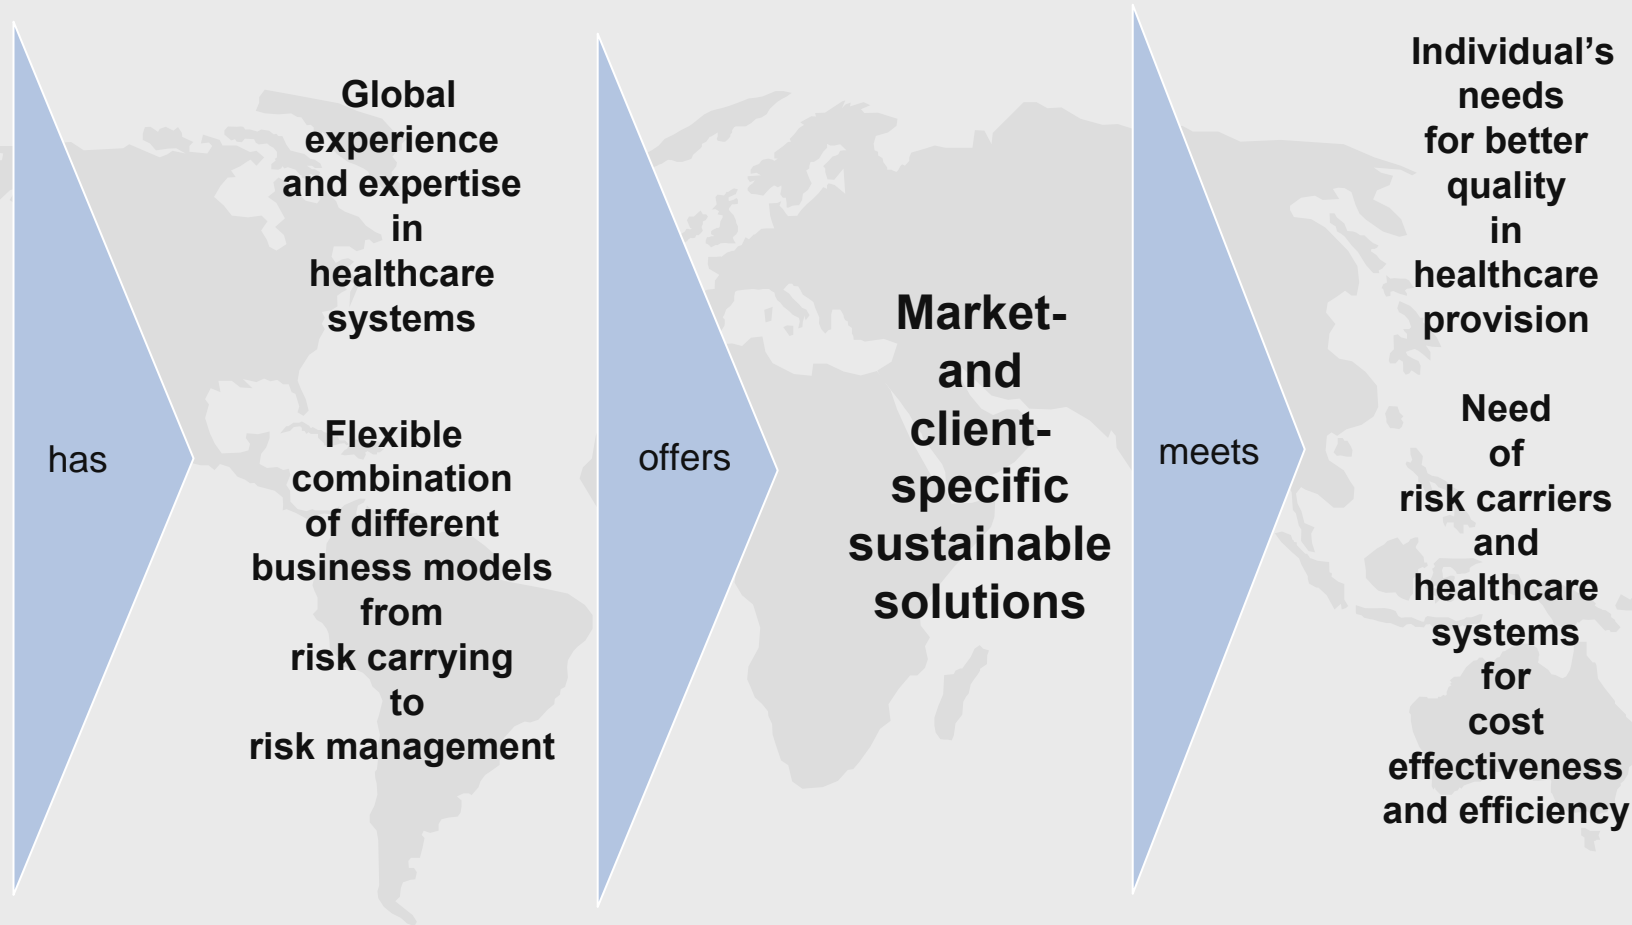 has
Global
experience
and expertise
in
healthcare
systems
Flexible
combination
of different
business models
from
risk carrying
to
risk management
offers
Market-
and
client-
specific
sustainable
solutions
meets
Individual’s
needs
for better
quality
in
healthcare
provision
Need
of
risk carriers
and
healthcare
systems
for
cost
effectiveness
and efficiency